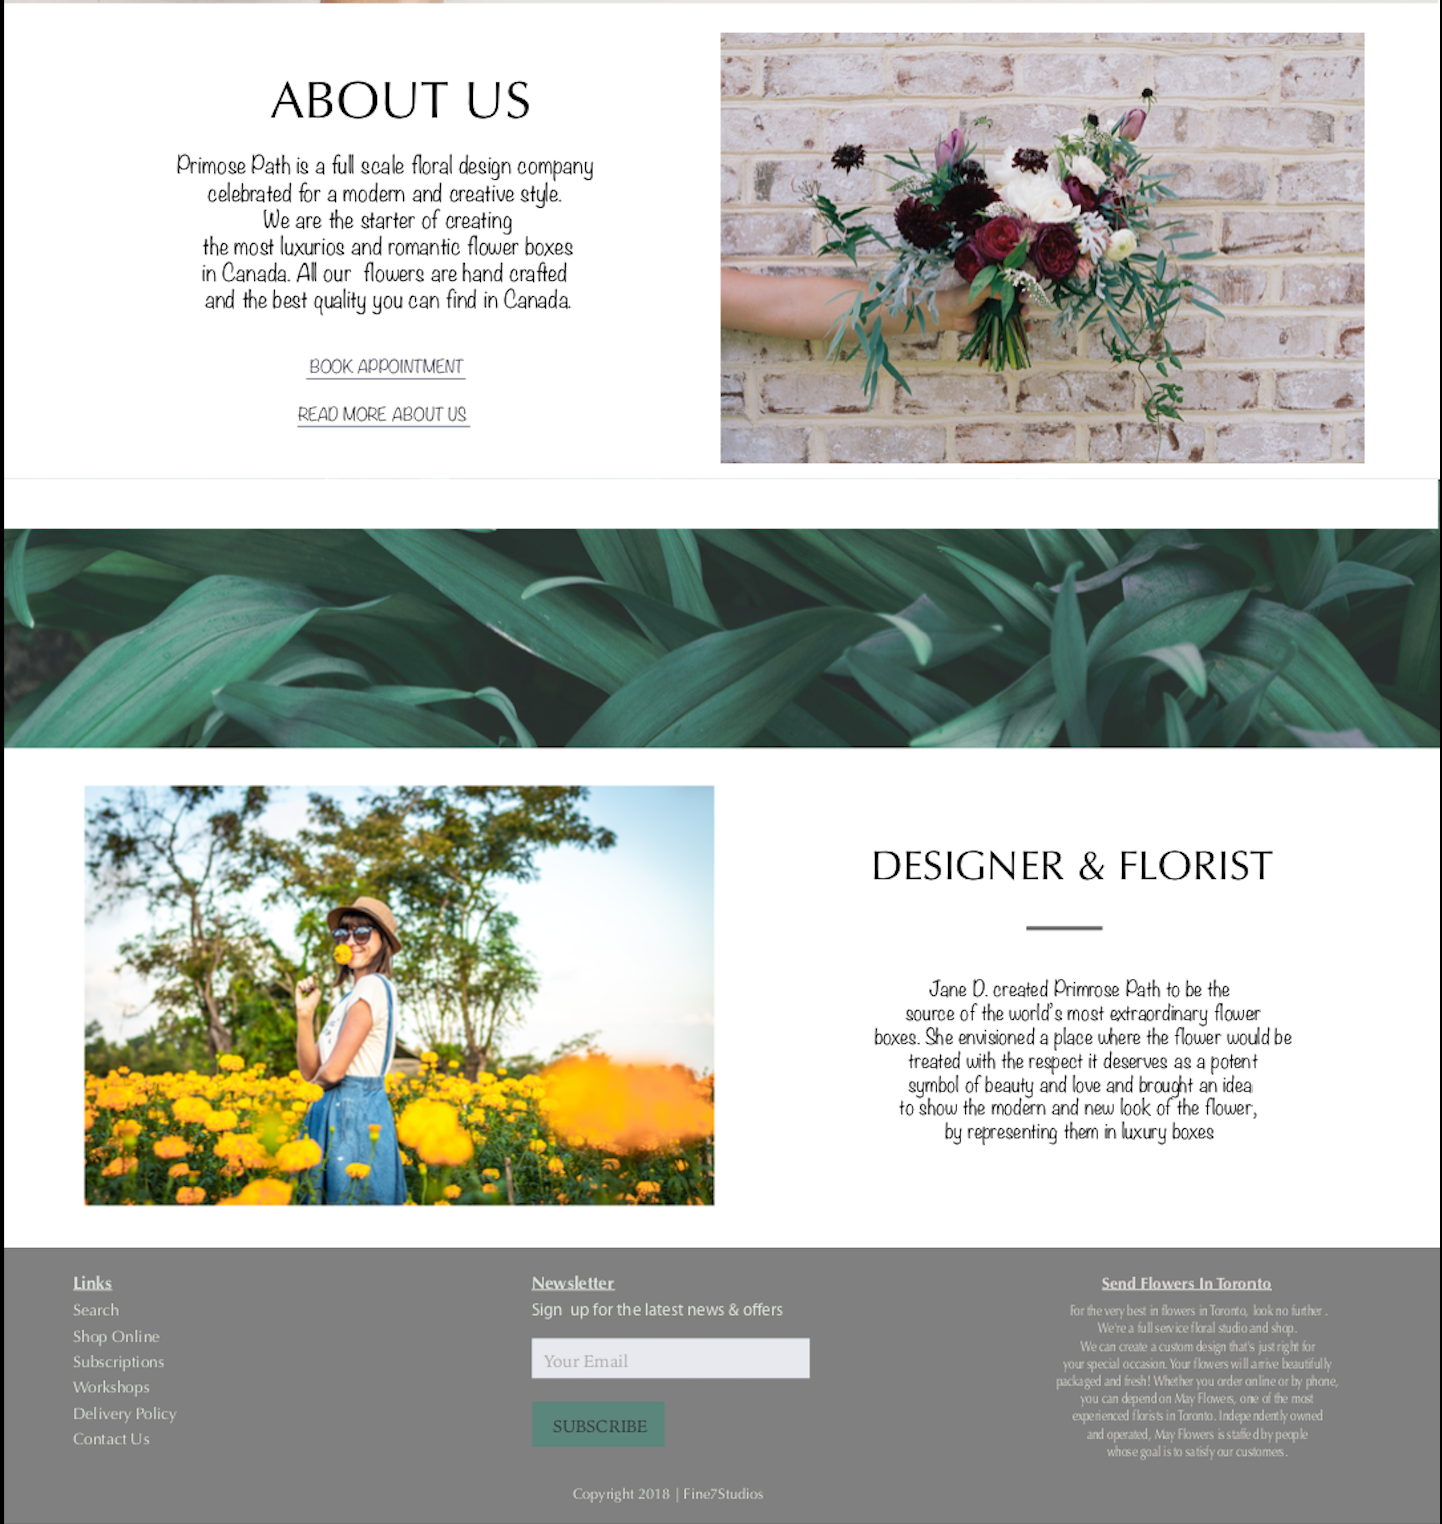 ABOUT US
Primose Path is a full scale floral design company
celebrated for a modern and creative style.
We are the starter of creating
the most luxurios and romantic flower boxes
in Canada. All our flowers are hand crafted
and the best quality you can find in Canada.
BOOK APPOINTMENT
READ MORE ABOUT US
DESIGNER & FLORIST
Jane D. created Primrose Path to be the
source of the world's most extraordinary flower
boxes. She envisioned a place where the flower would be
treated with the respect it deserves as a potent
symbol of beauty and love and brought an idea
to show the modern and new look of the flower,
by representing them in luxury boxes
Links
Search
Shop Online
Subscriptions
Workshops
Delivery Policy
Contact Us
Newsletter
Sign up for the latest news & offers
Your Email
SUBSCRIBE
Send Flowers In Toronto
For the very best in flowers in Toronto, look no further .
We're a full service floral studio and shop.
We can create a custom design that's just right for
your special occasion. Your flowers will arrive beautifully
packaged and fresh! Whether you order online or by phone,
you can depend on May Flowers, one of the most
experienced florists in Toronto. Independently owned
and operated, May Flowers is staffed by people
whose goal is to satisfy our customers.
Copyright 2018 | Fine7Studios